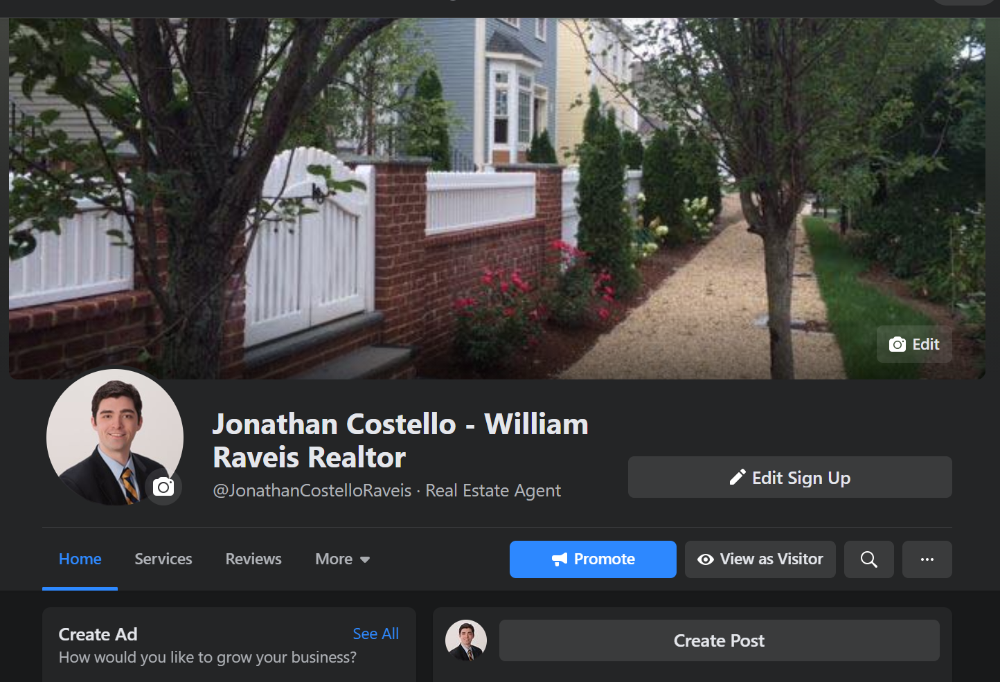 Edit
Jonathan Costello - William
Raveis Realtor
@JonathanCostelloRaveis · Real Estate Agent
Edit Sign Up
Home
Services
Reviews
More
Promote
View as Visitor
Create Ad
See All
How would you like to grow your business?
Create Post